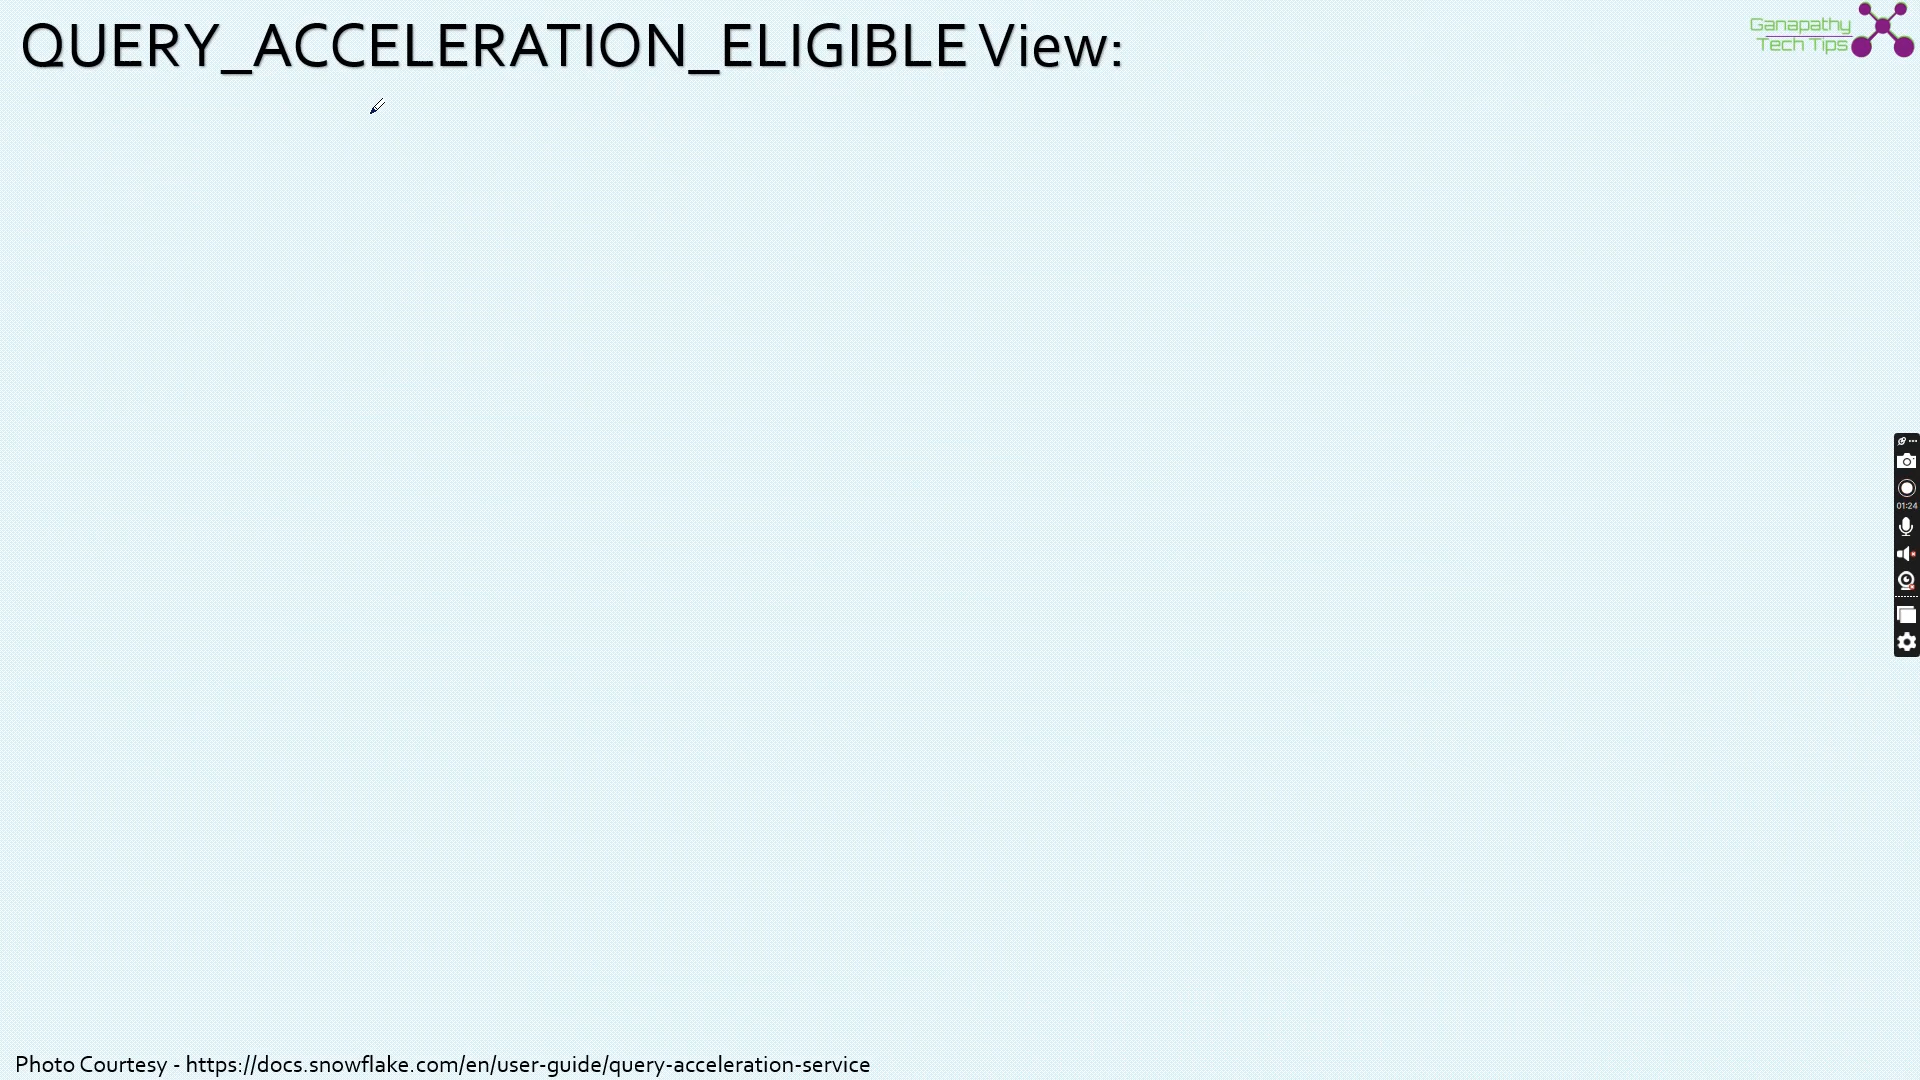 QUERY_ACCELERATION_ELIGIBLE View:
Ganapathy
Tech Tips
01:24
Photo Courtesy - https://docs.snowflake.com/en/user-guide/query-acceleration-service